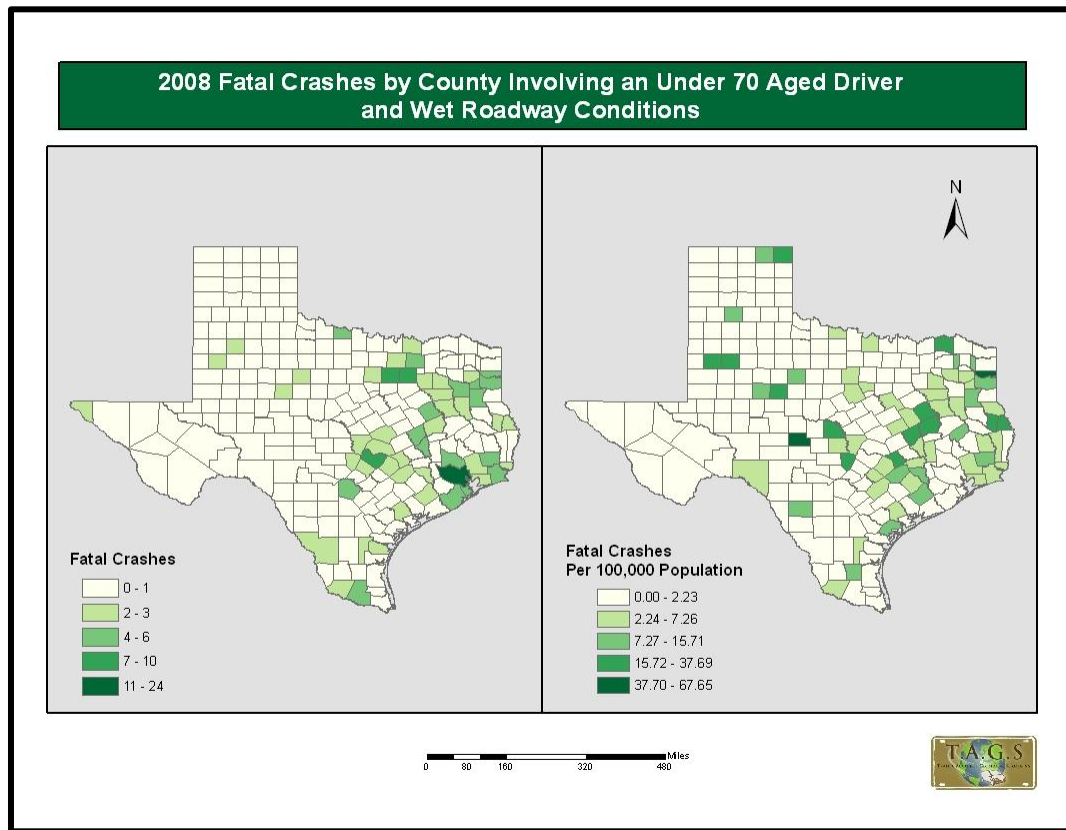 2008 Fatal Crashes by County Involving an Under 70 Aged Driver
and Wet Roadway Conditions
Fatal Crashes
0 - 1
2 - 3
4 - 6
7 - 10
11 - 24
N
Fatal Crashes
Per 100,000 Population
0.00 - 2.23
2.24 - 7.26
7.27 - 15.71
15.72 - 37.69
37.70 - 67.65
Miles
0 80 160 320 480
T.A.G.S